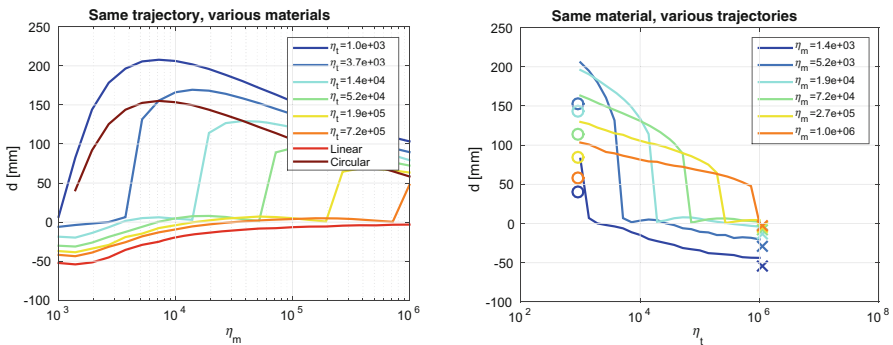 Same trajectory, various materials
250
200
150
100
50
0
-50
-100
d [mm]
10^3
10^4
10^5
10^6
η_m
η_t=1.0e+03
η_t=3.7e+03
η_t=1.4e+04
η_t=5.2e+04
η_t=1.9e+05
η_t=7.2e+05
Linear
Circular
Same material, various trajectories
250
200
150
100
50
0
-50
-100
d [mm]
10^2
10^4
10^6
10^8
η_t
η_m=1.4e+03
η_m=5.2e+03
η_m=1.9e+04
η_m=7.2e+04
η_m=2.7e+05
η_m=1.0e+06